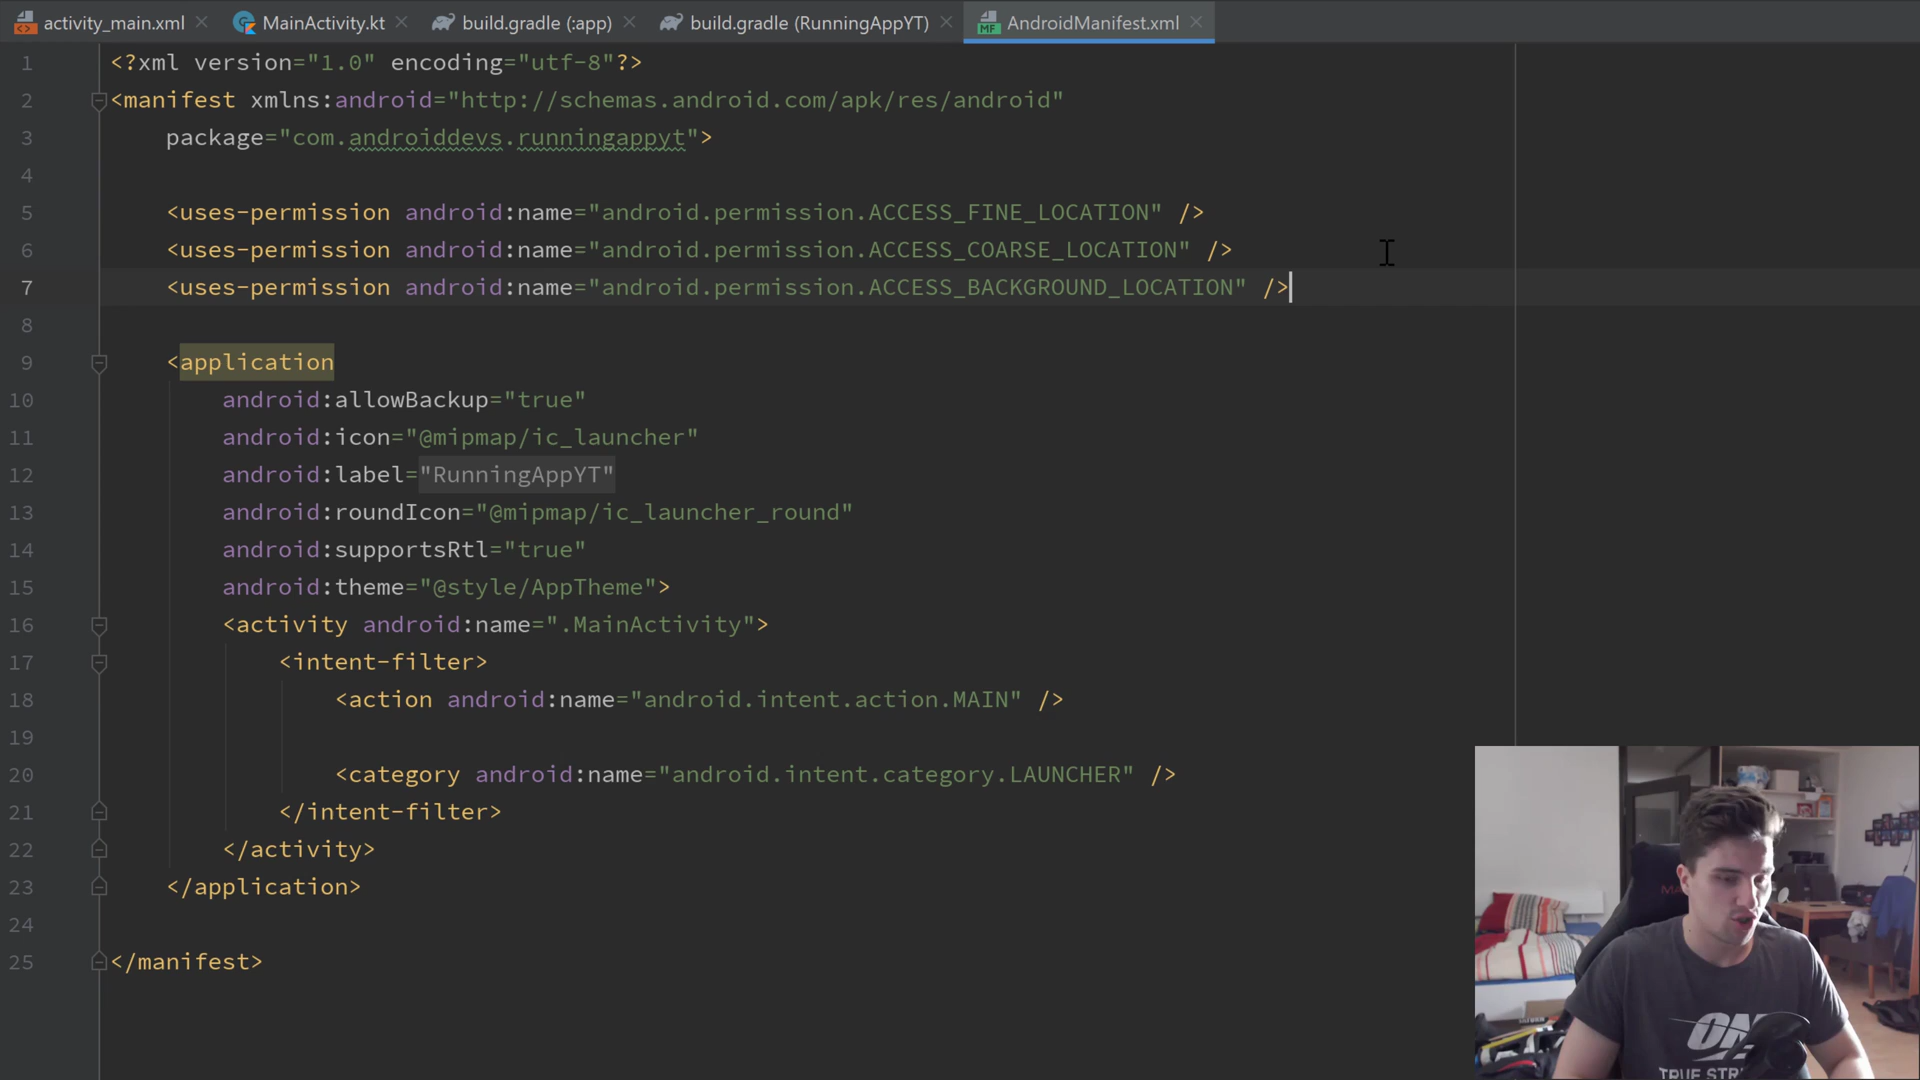 activity_main.xml MainActivity.kt build.gradle (:app) build.gradle (RunningAppYT) AndroidManifest.xml
1 <?xml version="1.0" encoding="utf-8"?>
2 <manifest xmlns:android="http://schemas.android.com/apk/res/android"
3 package="com.androiddevs.runningappyt">
4
5 <uses-permission android:name="android.permission.ACCESS_FINE_LOCATION" />
6 <uses-permission android:name="android.permission.ACCESS_COARSE_LOCATION" />
7 <uses-permission android:name="android.permission.ACCESS_BACKGROUND_LOCATION" />
8
9 <application
10 android:allowBackup="true"
11 android:icon="@mipmap/ic_launcher"
12 android:label="RunningAppYT"
13 android:roundIcon="@mipmap/ic_launcher_round"
14 android:supportsRtl="true"
15 android:theme="@style/AppTheme">
16 <activity android:name=".MainActivity">
17 <intent-filter>
18 <action android:name="android.intent.action.MAIN" />
19
20 <category android:name="android.intent.category.LAUNCHER" />
21 </intent-filter>
22 </activity>
23 </application>
24
25 </manifest>
TRUE